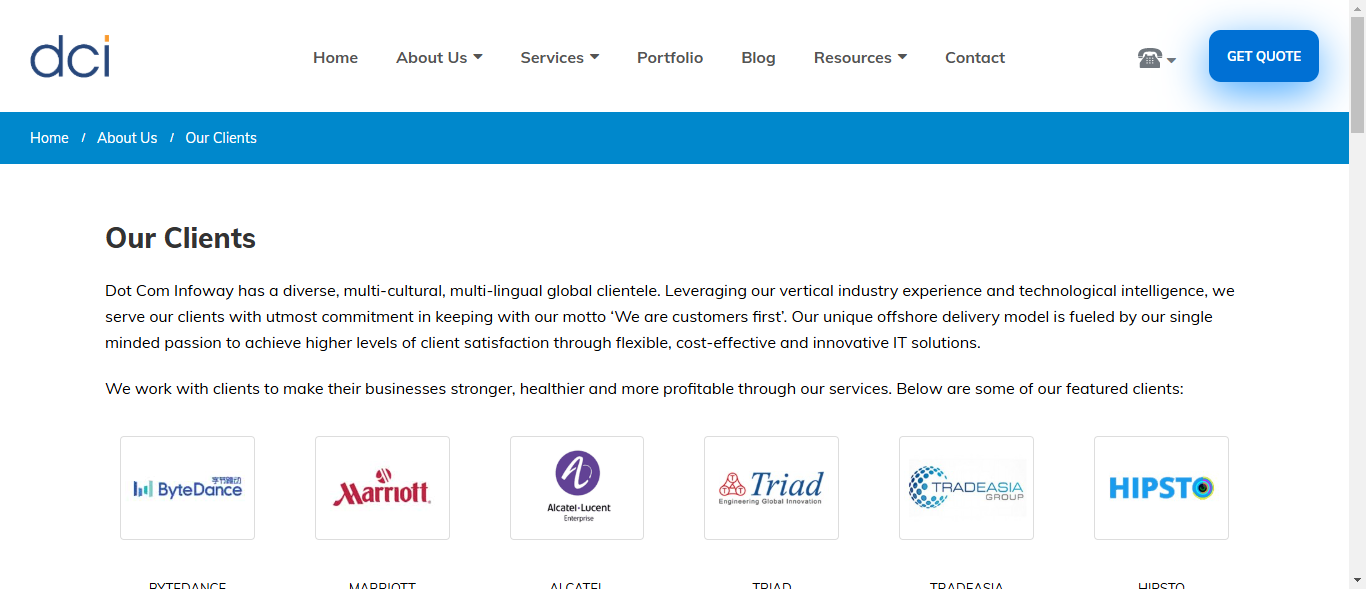 dci
Home About Us Services Portfolio Blog Resources Contact
GET QUOTE
Home / About Us / Our Clients
Our Clients
Dot Com Infoway has a diverse, multi-cultural, multi-lingual global clientele. Leveraging our vertical industry experience and technological intelligence, we
serve our clients with utmost commitment in keeping with our motto ‘We are customers first’. Our unique offshore delivery model is fueled by our single
minded passion to achieve higher levels of client satisfaction through flexible, cost-effective and innovative IT solutions.
We work with clients to make their businesses stronger, healthier and more profitable through our services. Below are some of our featured clients:
字节跳动
ByteDance
Marriott
Alcatel·Lucent
Enterprise
T
T T
Triad
Engineering Global Innovation
TRADEASIA
GROUP
HIPSTO
BYTEDANCE MARRIOTT ALCATEL TRIAD TRADEASIA HIPSTO